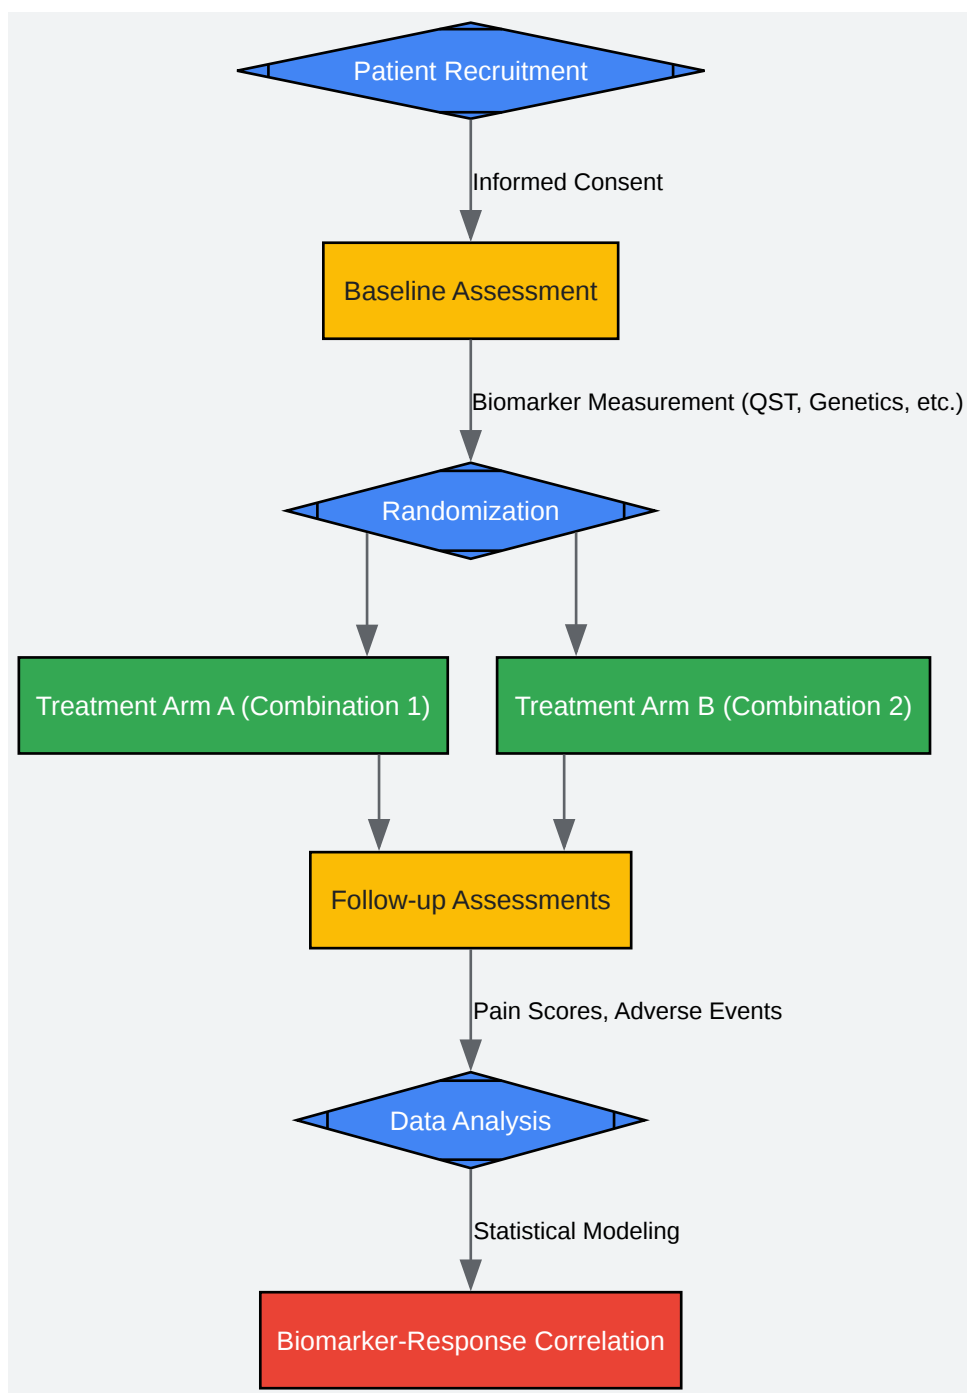 Patient Recruitment
Informed Consent
Baseline Assessment
Biomarker Measurement (QST, Genetics, etc.)
Randomization
Treatment Arm A (Combination 1)
Treatment Arm B (Combination 2)
Follow-up Assessments
Pain Scores, Adverse Events
Data Analysis
Statistical Modeling
Biomarker-Response Correlation